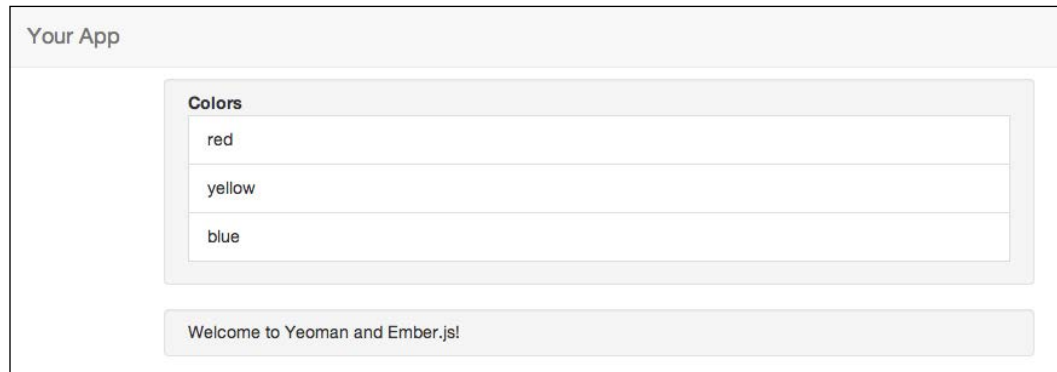 Your App
Colors
red
yellow
blue
Welcome to Yeoman and Ember.js!